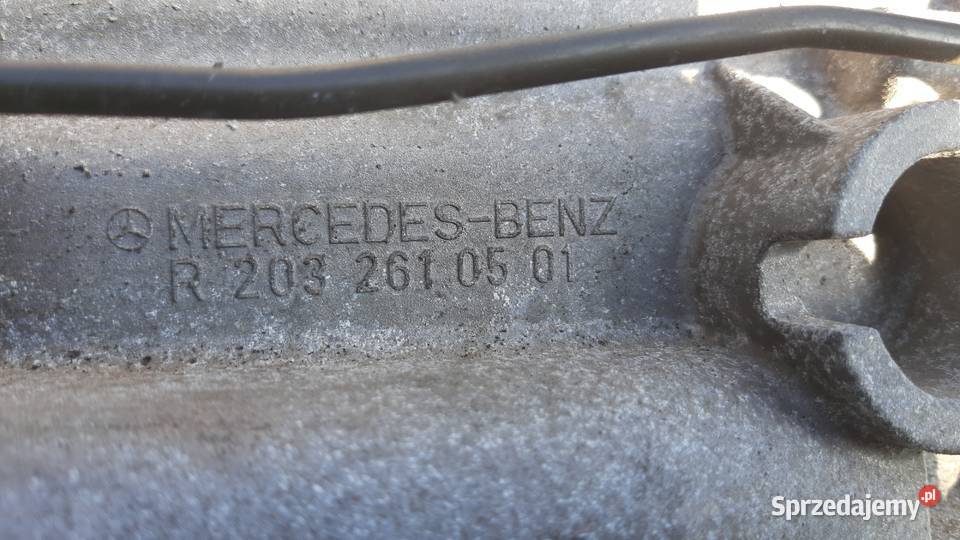 MERCEDES-BENZ
R 203 261 05 01
Sprzedajemy.pl